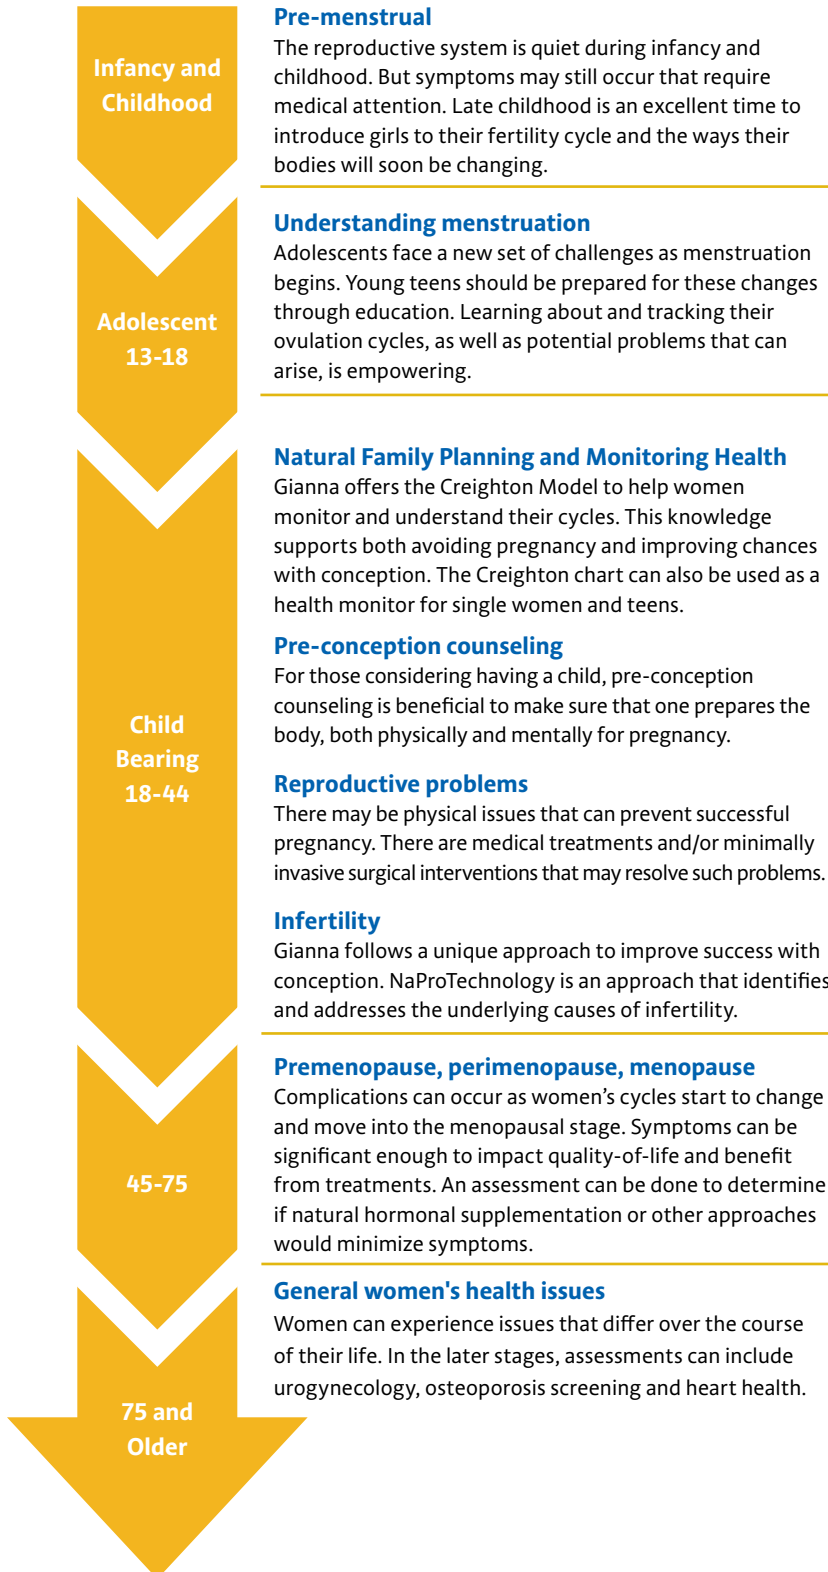 Infancy and
Childhood
Pre-menstrual
The reproductive system is quiet during infancy and
childhood. But symptoms may still occur that require
medical attention. Late childhood is an excellent time to
introduce girls to their fertility cycle and the ways their
bodies will soon be changing.
Adolescent
13-18
Understanding menstruation
Adolescents face a new set of challenges as menstruation
begins. Young teens should be prepared for these changes
through education. Learning about and tracking their
ovulation cycles, as well as potential problems that can
arise, is empowering.
Child
Bearing
18-44
Natural Family Planning and Monitoring Health
Gianna offers the Creighton Model to help women
monitor and understand their cycles. This knowledge
supports both avoiding pregnancy and improving chances
with conception. The Creighton chart can also be used as a
health monitor for single women and teens.
Pre-conception counseling
For those considering having a child, pre-conception
counseling is beneficial to make sure that one prepares the
body, both physically and mentally for pregnancy.
Reproductive problems
There may be physical issues that can prevent successful
pregnancy. There are medical treatments and/or minimally
invasive surgical interventions that may resolve such problems.
Infertility
Gianna follows a unique approach to improve success with
conception. NaProTechnology is an approach that identifies
and addresses the underlying causes of infertility.
45-75
Premenopause, perimenopause, menopause
Complications can occur as women’s cycles start to change
and move into the menopausal stage. Symptoms can be
significant enough to impact quality-of-life and benefit
from treatments. An assessment can be done to determine
if natural hormonal supplementation or other approaches
would minimize symptoms.
75 and
Older
General women's health issues
Women can experience issues that differ over the course
of their life. In the later stages, assessments can include
urogynecology, osteoporosis screening and heart health.